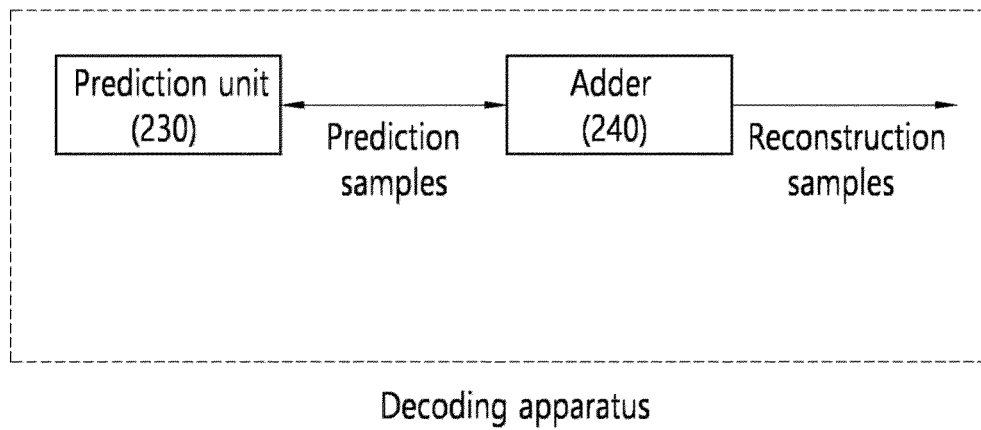 Prediction unit
(230)
Adder
(240)
Prediction
samples
Reconstruction
samples
Decoding apparatus